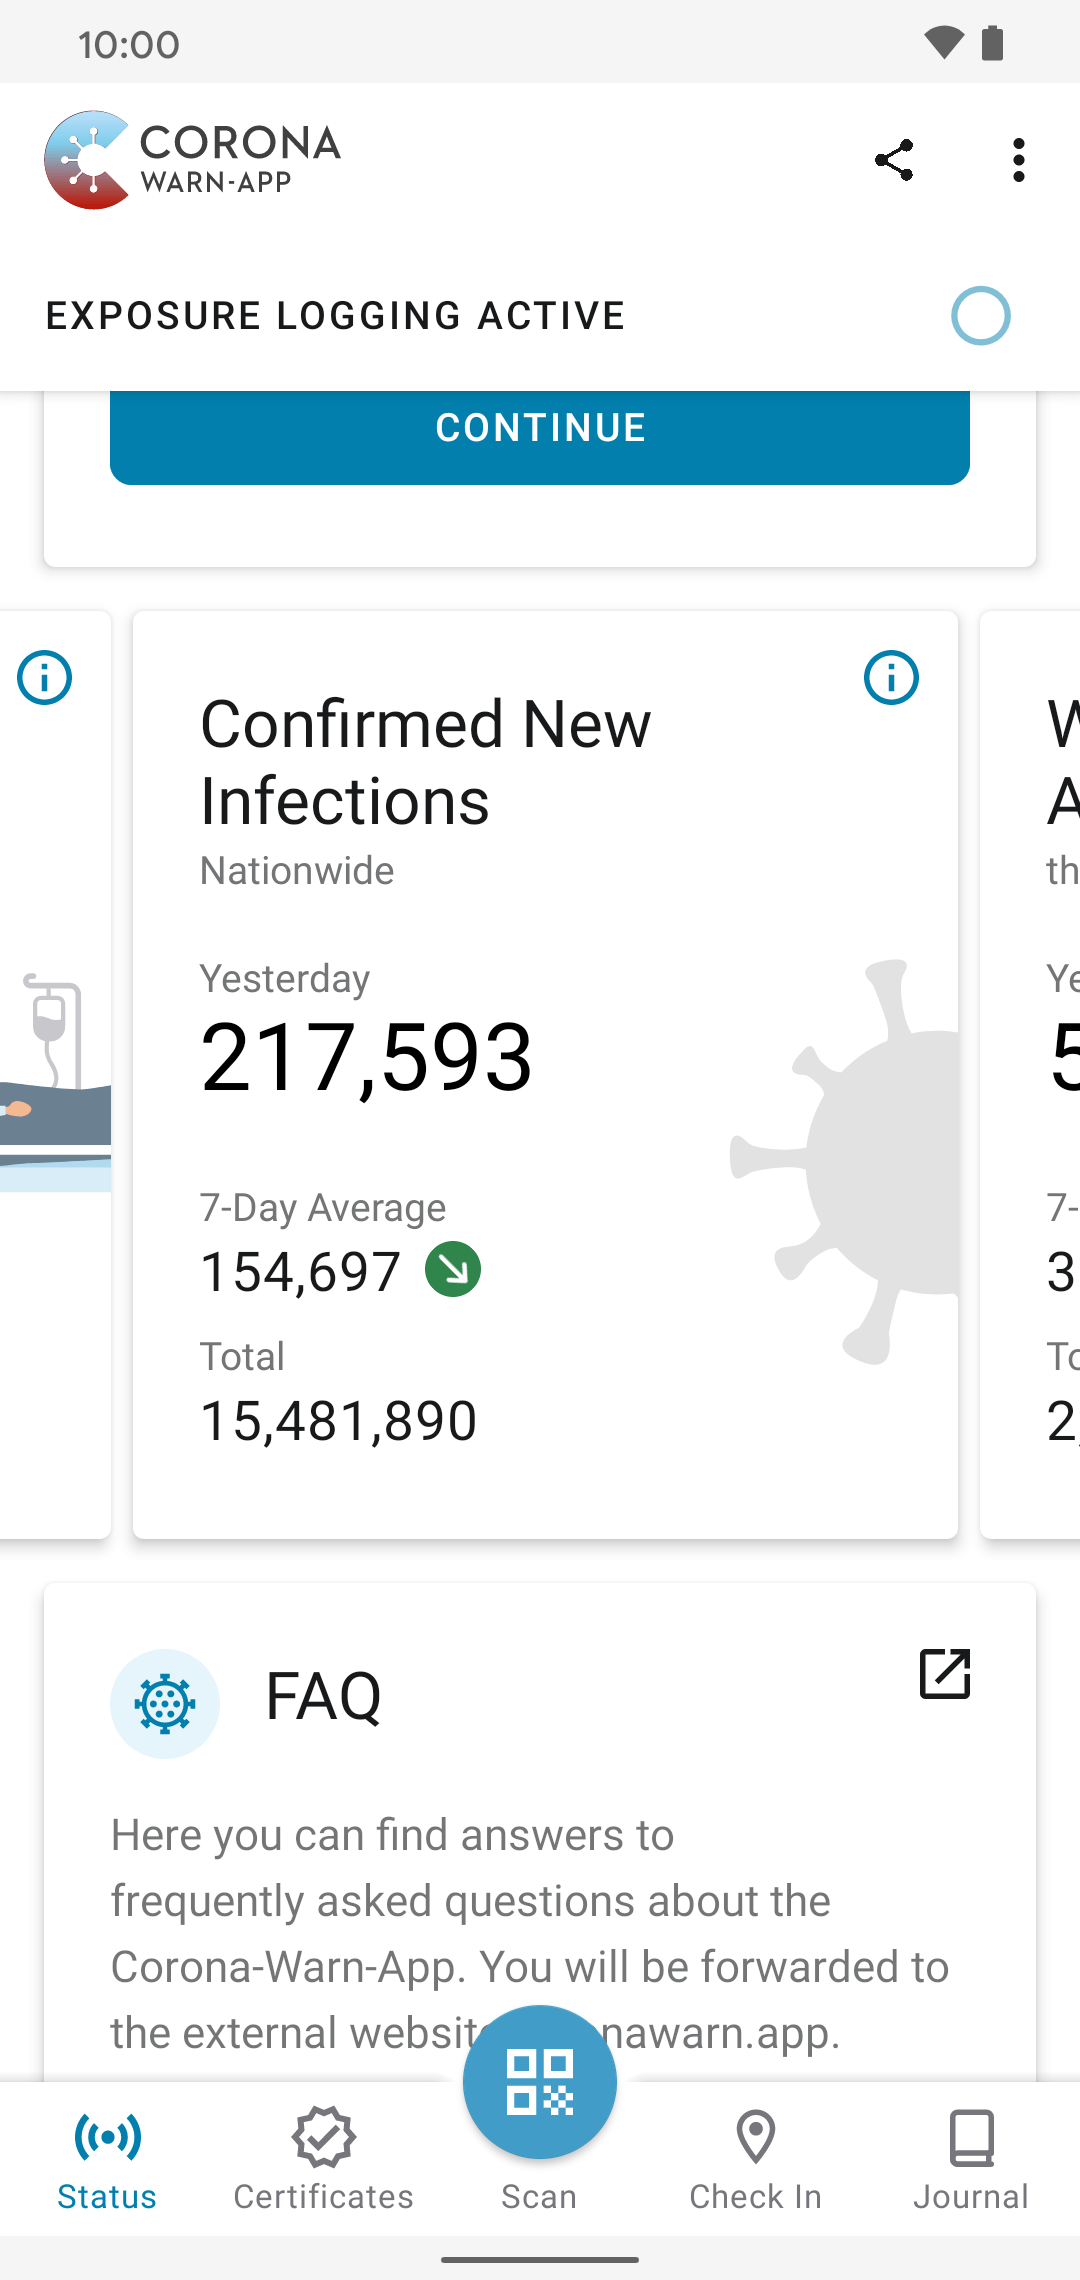 10:00
CORONA
WARN-APP
EXPOSURE LOGGING ACTIVE
CONTINUE
Confirmed New
Infections
Nationwide
Yesterday
217,593
7-Day Average
154,697
Total
15,481,890
W
A
th
Ye
5
7-
3
To
2,
FAQ
Here you can find answers to
frequently asked questions about the
Corona-Warn-App. You will be forwarded to
the external nawarn.app.
Status
Certificates
Scan
Check In
Journal